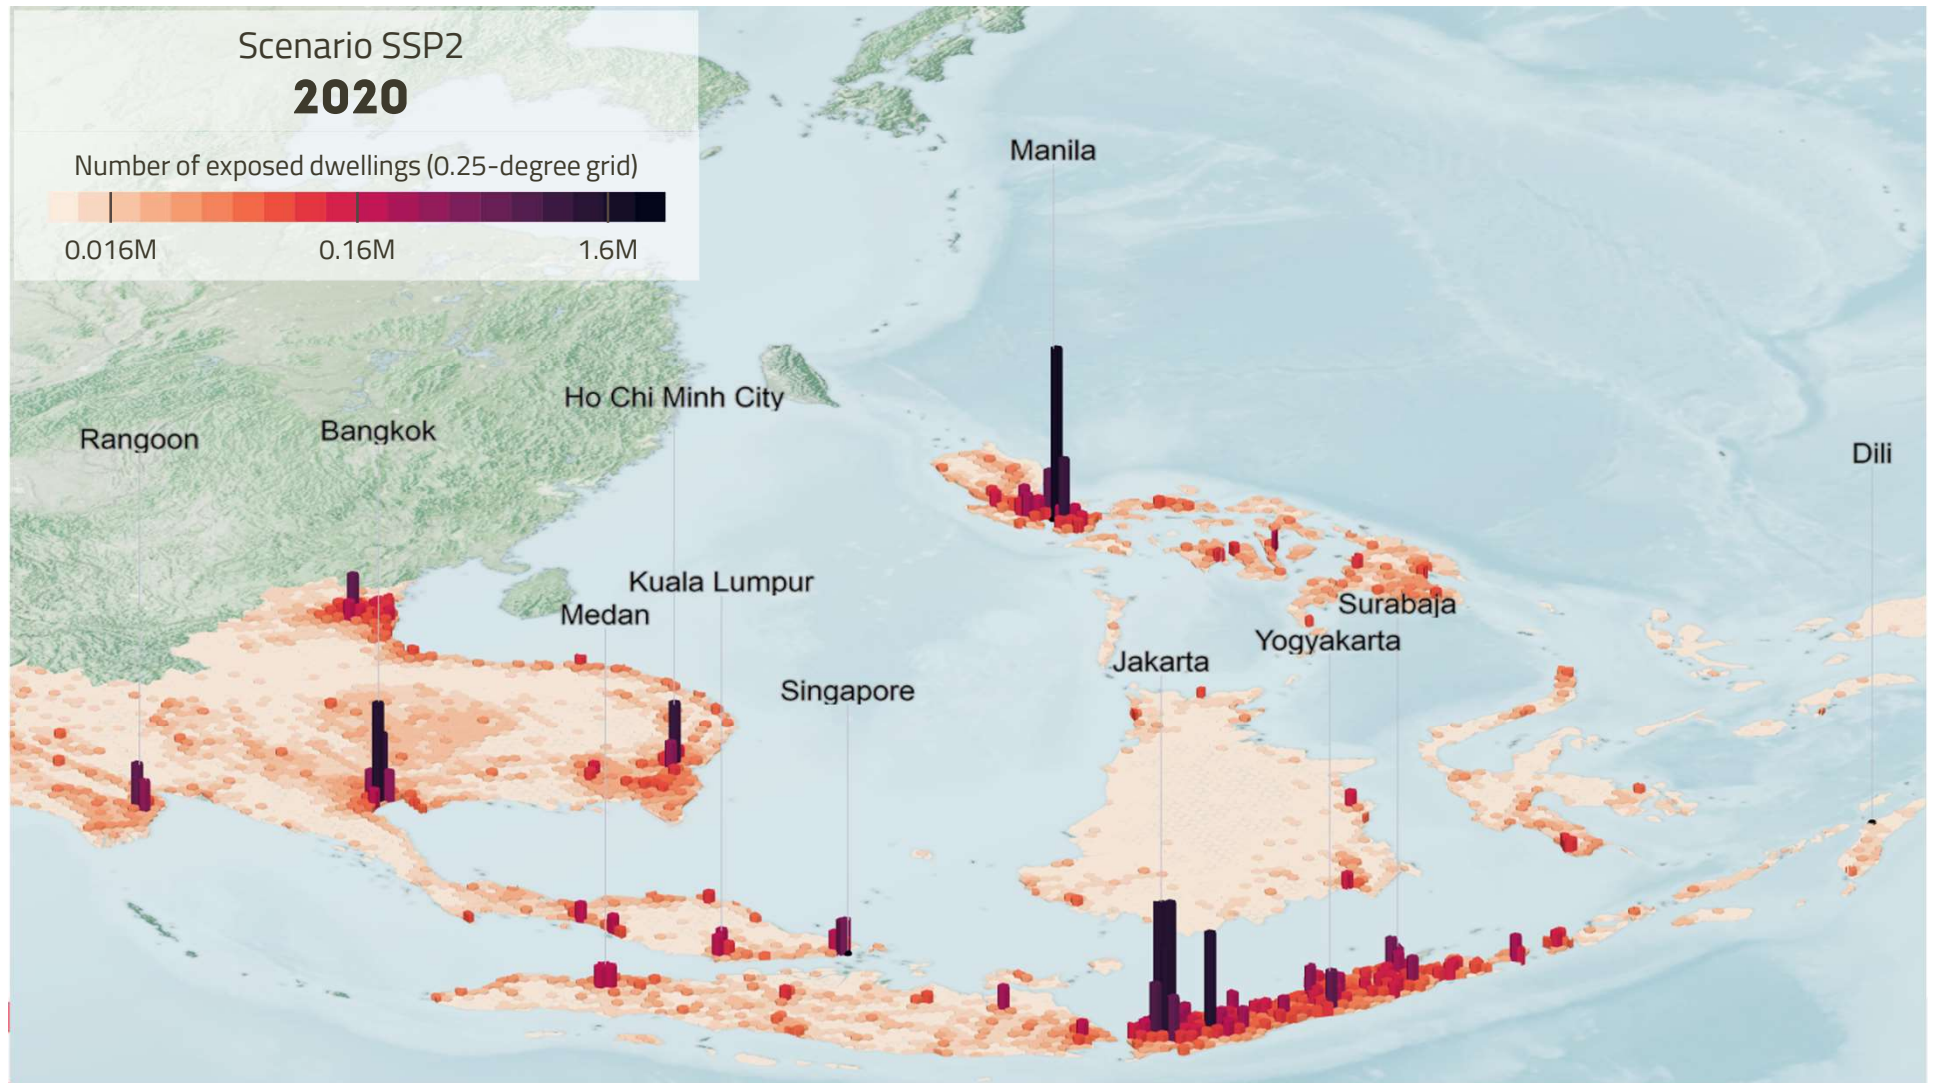 Scenario SSP2
2020
Number of exposed dwellings (0.25-degree grid)
0.016M 0.16M 1.6M
Manila
Ho Chi Minh City
Rangoon
Bangkok
Dili
Kuala Lumpur
Medan
Surabaja
Yogyakarta
Jakarta
Singapore